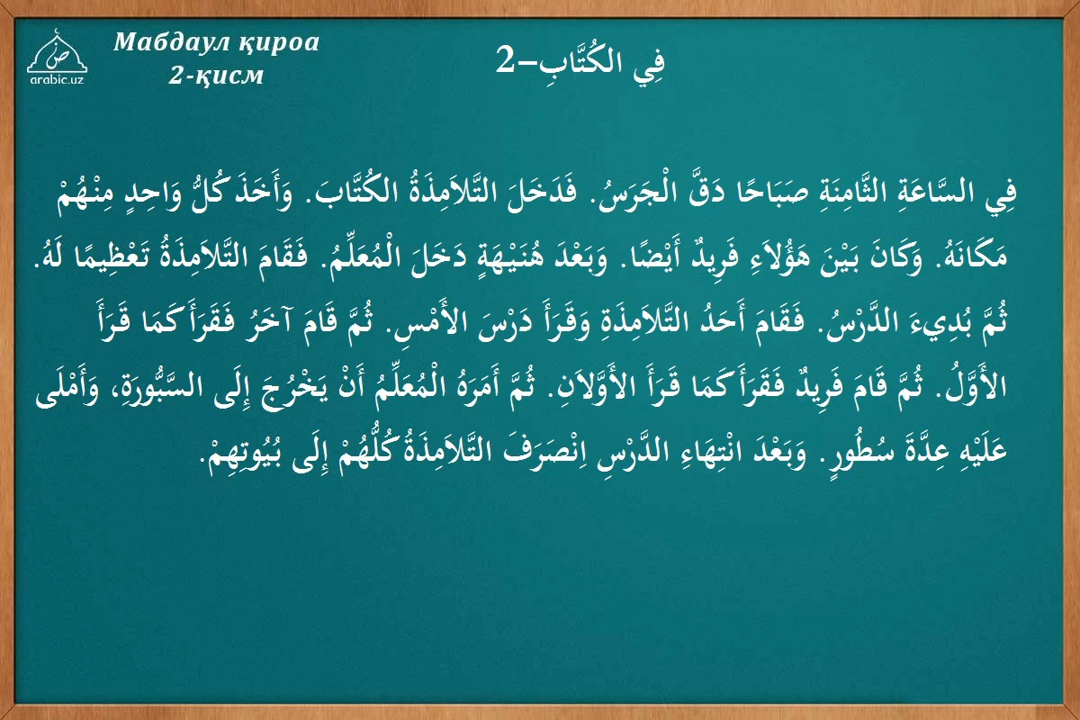 Мабдаул қироа
2-қисм
arabic.uz
2–فِي الكُتَّابِ
فِي السَّاعَةِ الثَّامِنَةِ صَبَاحًا دَقَّ الْجَرَسُ. فَدَخَلَ التَّلاَمِذَةُ الكُتَّابَ. وَأَخَذَ كُلُّ وَاحِدٍ مِنْهُمْ
مَكَانَهُ. وَكَانَ بَيْنَ هَؤُلاَءِ فَرِيدٌ أَيْضًا. وَبَعْدَ هُنَيْهَةٍ دَخَلَ الْمُعَلِّمُ. فَقَامَ التَّلاَمِذَةُ تَعْظِيمًا لَهُ.
ثُمَّ بُدِيءَ الدَّرْسُ. فَقَامَ أَحَدُ التَّلاَمِذَةِ وَقَرَأَ دَرْسَ الأَمْسِ. ثُمَّ قَامَ آخَرُ فَقَرَأَ كَمَا قَرَأَ
الأَوَّلُ. ثُمَّ قَامَ فَرِيدٌ فَقَرَأَ كَمَا قَرَأَ الأَوَّلاَنِ. ثُمَّ أَمَرَهُ الْمُعَلِّمُ أَنْ يَخْرُجَ إِلَى السَّبُّورَةِ، وَأَمْلَى
عَلَيْهِ عِدَّةَ سُطُورٍ. وَبَعْدَ انْتِهَاءِ الدَّرْسِ اِنْصَرَفَ التَّلاَمِذَةُ كُلُّهُمْ إِلَى بُيُوتِهِمْ.